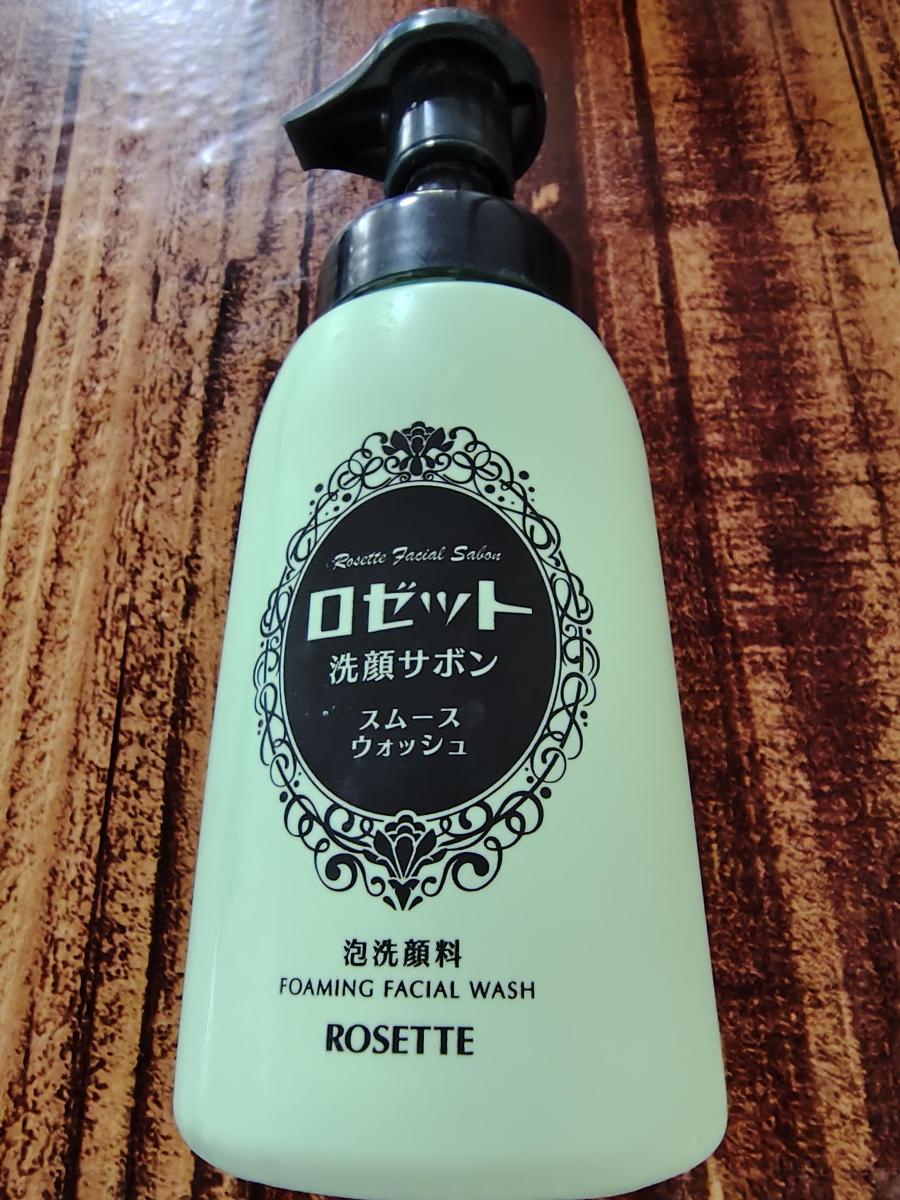 Rosette Facial Sabon
ロゼット
洗顔サボン
スムース
ウォッシュ
泡洗顔料
FOAMING FACIAL WASH
ROSETTE